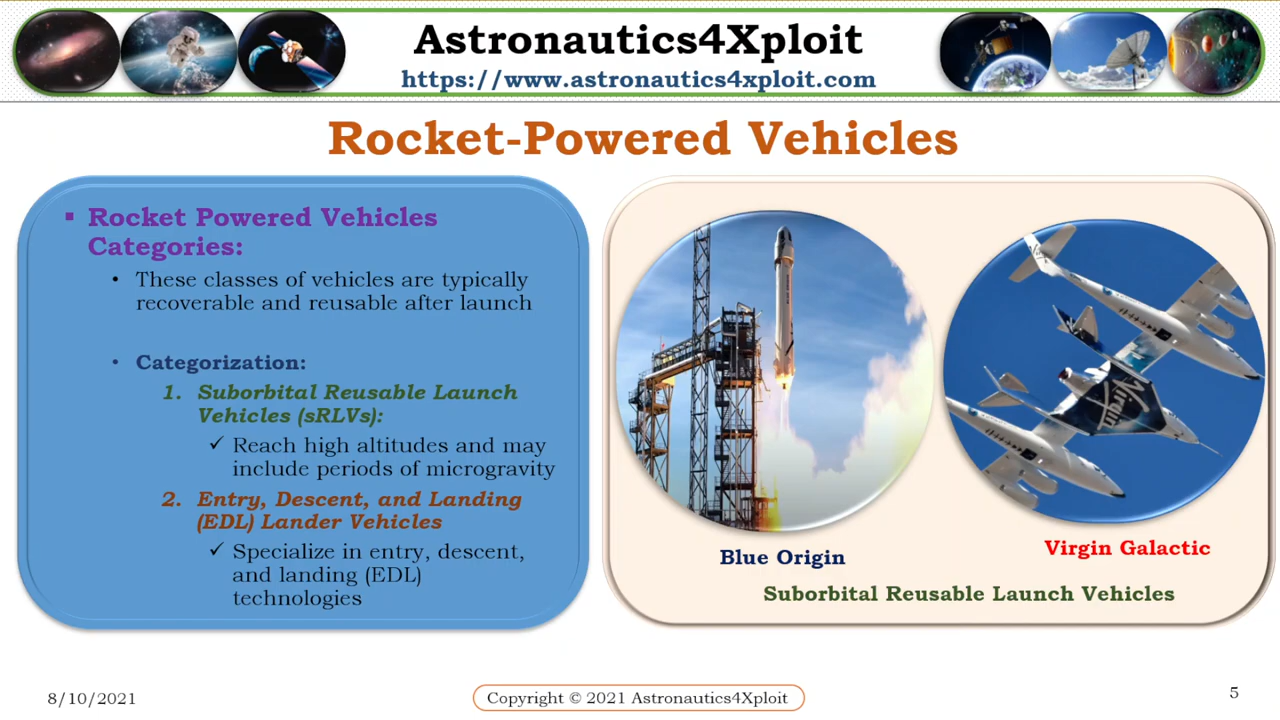 Astronautics4Xploit
https://www.astronautics4xploit.com
Rocket-Powered Vehicles
▪ Rocket Powered Vehicles
Categories:
• These classes of vehicles are typically
recoverable and reusable after launch
• Categorization:
1. Suborbital Reusable Launch
Vehicles (sRLVs):
✓ Reach high altitudes and may
include periods of microgravity
2. Entry, Descent, and Landing
(EDL) Lander Vehicles
✓ Specialize in entry, descent,
and landing (EDL)
technologies
BLUE ORIGIN
Virgin
Blue Origin
Virgin Galactic
Suborbital Reusable Launch Vehicles
8/10/2021
Copyright © 2021 Astronautics4Xploit
5